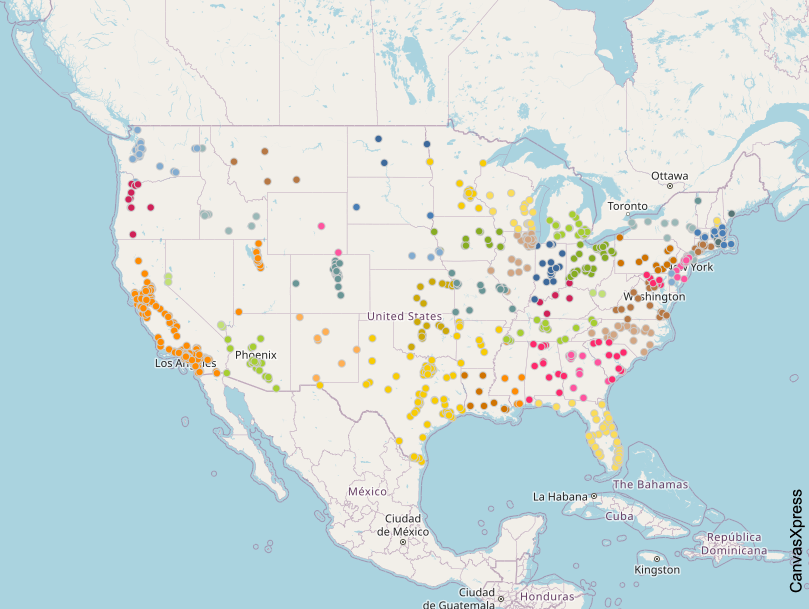 Ottawa
Toronto
New York
Washington
United States
Phoenix
Los Angeles
The Bahamas
La Habana
Cuba
México
Ciudad
de México
República
Dominicana
Kingston
Ciudad
de Guatemala
Honduras
CanvasXpress